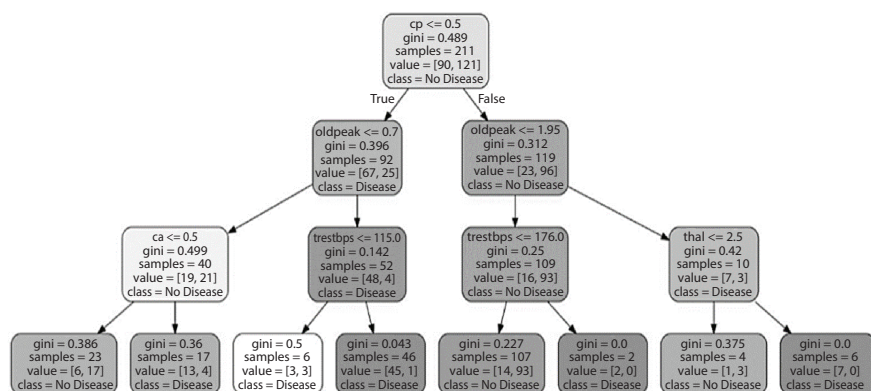 cp <= 0.5
gini = 0.489
samples = 211
value = [90, 121]
class = No Disease
True
False
oldpeak <= 0.7
gini = 0.396
samples = 92
value = [67, 25]
class = Disease
oldpeak <= 1.95
gini = 0.312
samples = 119
value = [23, 96]
class = No Disease
ca <= 0.5
gini = 0.499
samples = 40
value = [19, 21]
class = No Disease
trestbps <= 115.0
gini = 0.142
samples = 52
value = [48, 4]
class = Disease
trestbps <= 176.0
gini = 0.25
samples = 109
value = [16, 93]
class = No Disease
thal <= 2.5
gini = 0.42
samples = 10
value = [7, 3]
class = Disease
gini = 0.386
samples = 23
value = [6, 17]
class = No Disease
gini = 0.36
samples = 17
value = [13, 4]
class = Disease
gini = 0.5
samples = 6
value = [3, 3]
class = Disease
gini = 0.043
samples = 46
value = [45, 1]
class = Disease
gini = 0.227
samples = 107
value = [14, 93]
class = No Disease
gini = 0.0
samples = 2
value = [2, 0]
class = Disease
gini = 0.375
samples = 4
value = [1, 3]
class = No Disease
gini = 0.0
samples = 6
value = [7, 0]
class = Disease